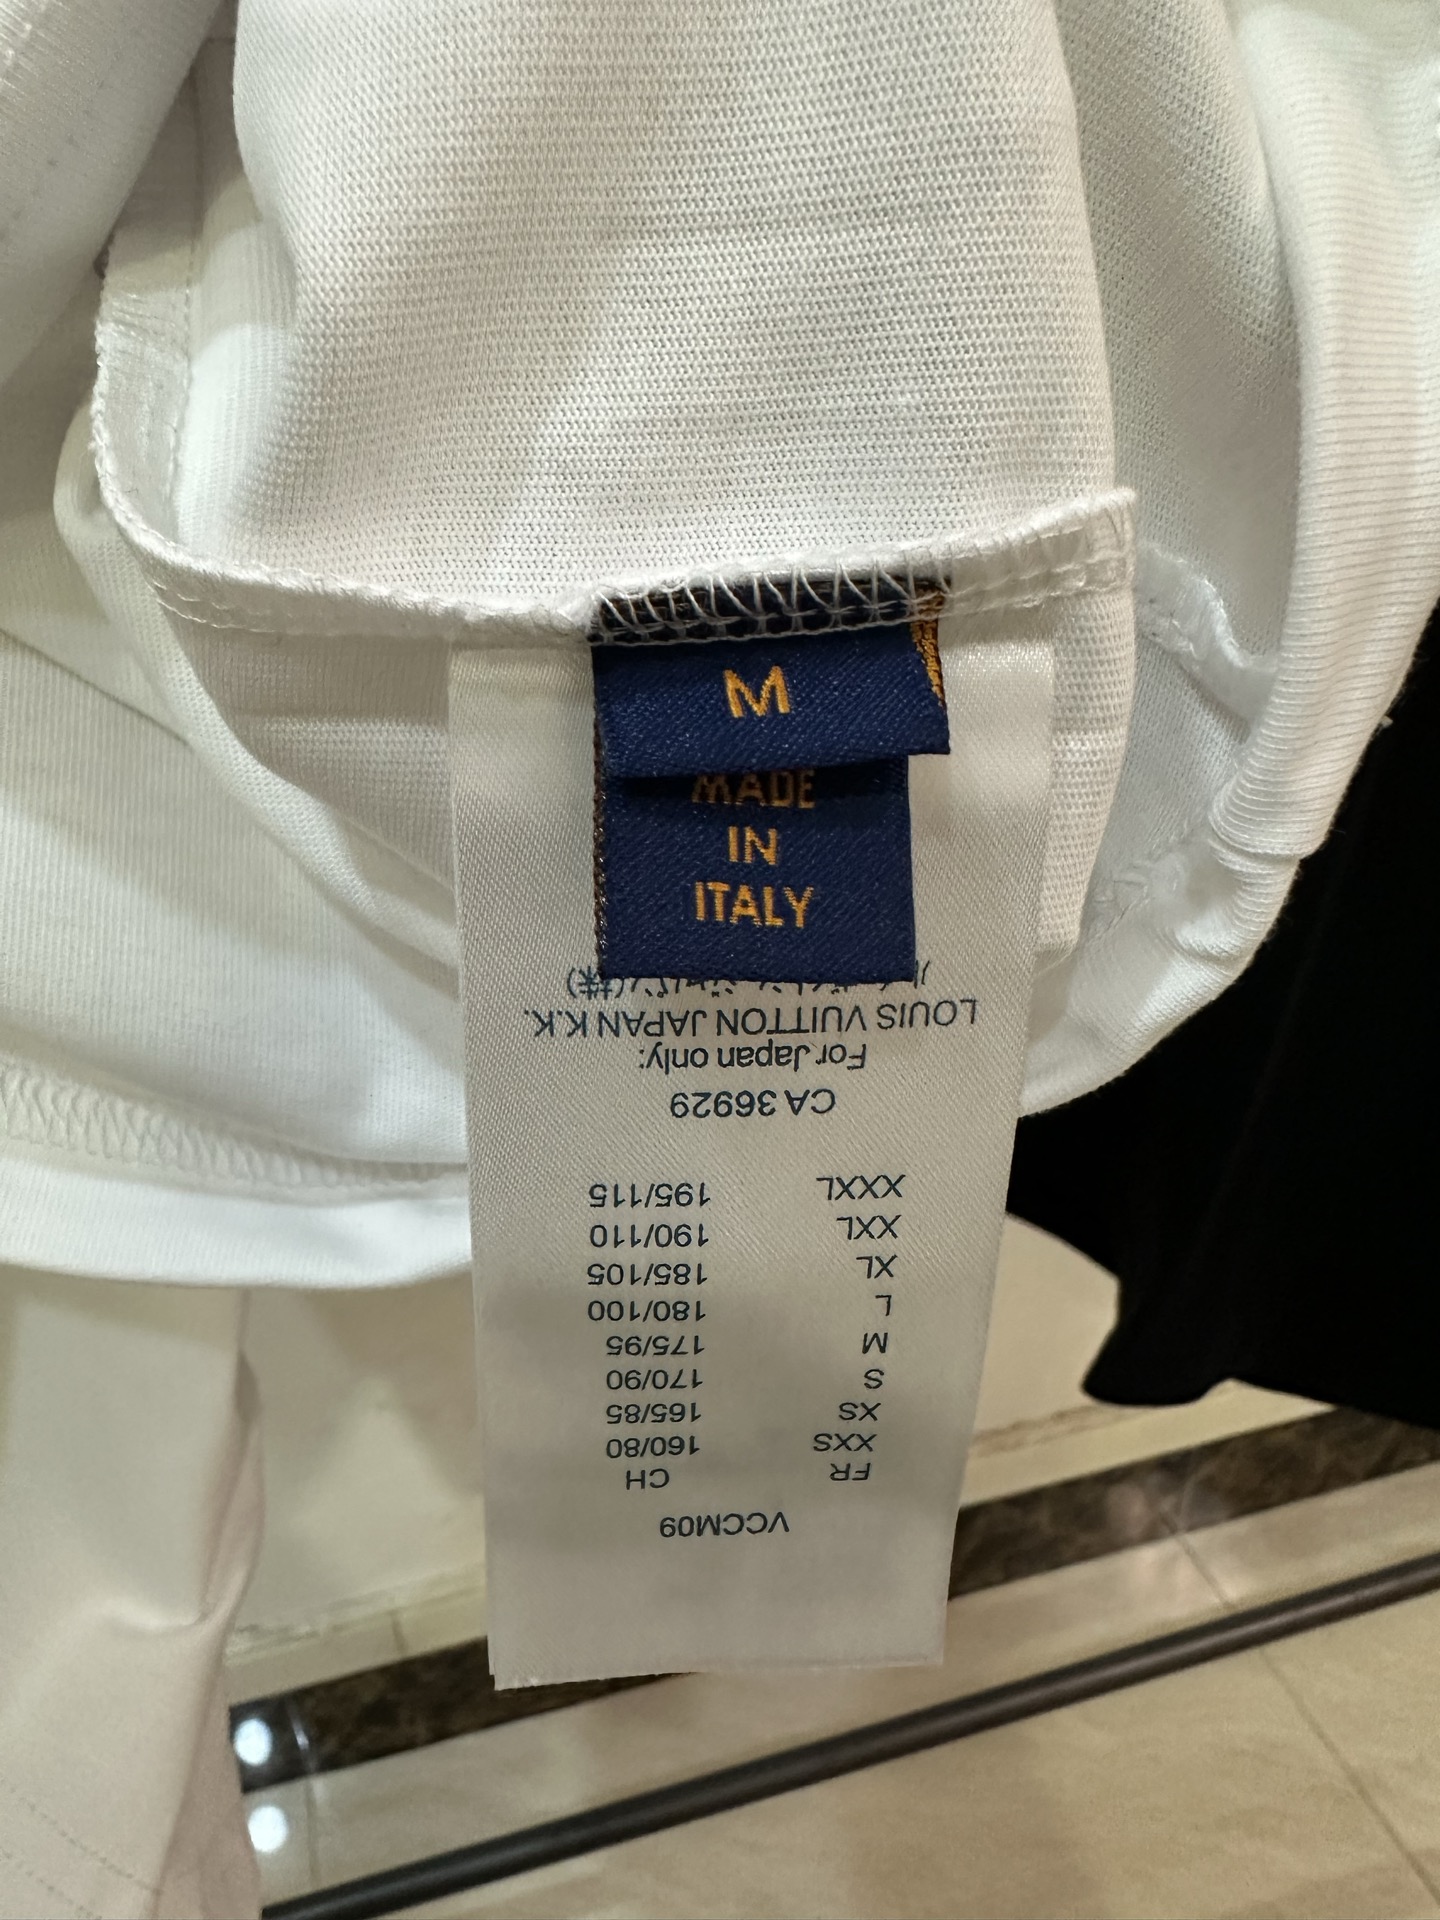 M
MADE
IN
ITALY
VCCM09
FR CH
XXS 160/80
XS 165/85
S 170/90
M 175/95
L 180/100
XL 185/105
XXL 190/110
XXXL 195/115
CA 36929
For Japan only:
LOUIS VUITTON JAPAN K.K.